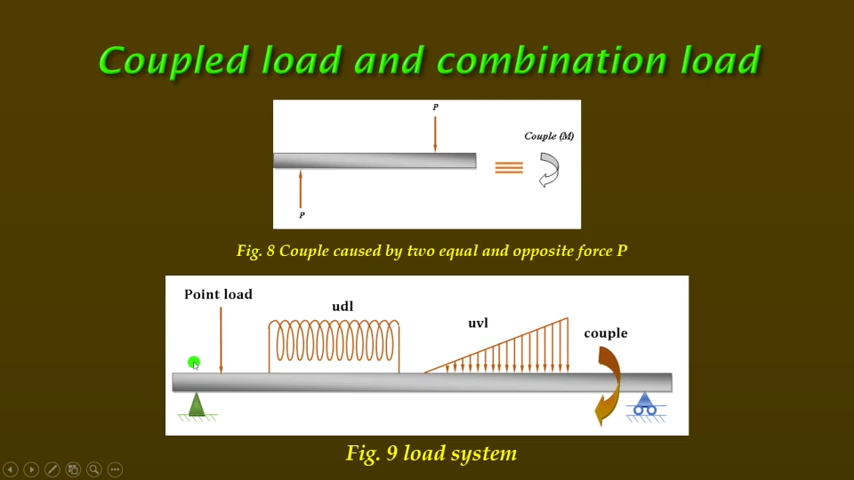 Coupled load and combination load
P
Couple (M)
P
Fig. 8 Couple caused by two equal and opposite force P
Point load
udl
uvl
couple
Fig. 9 load system